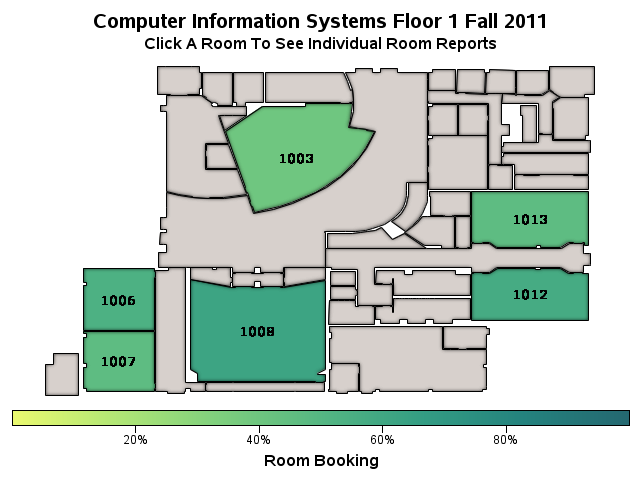 Computer Information Systems Floor 1 Fall 2011
Click A Room To See Individual Room Reports
1003
1013
1006
1012
1008
1007
20% 40% 60% 80%
Room Booking